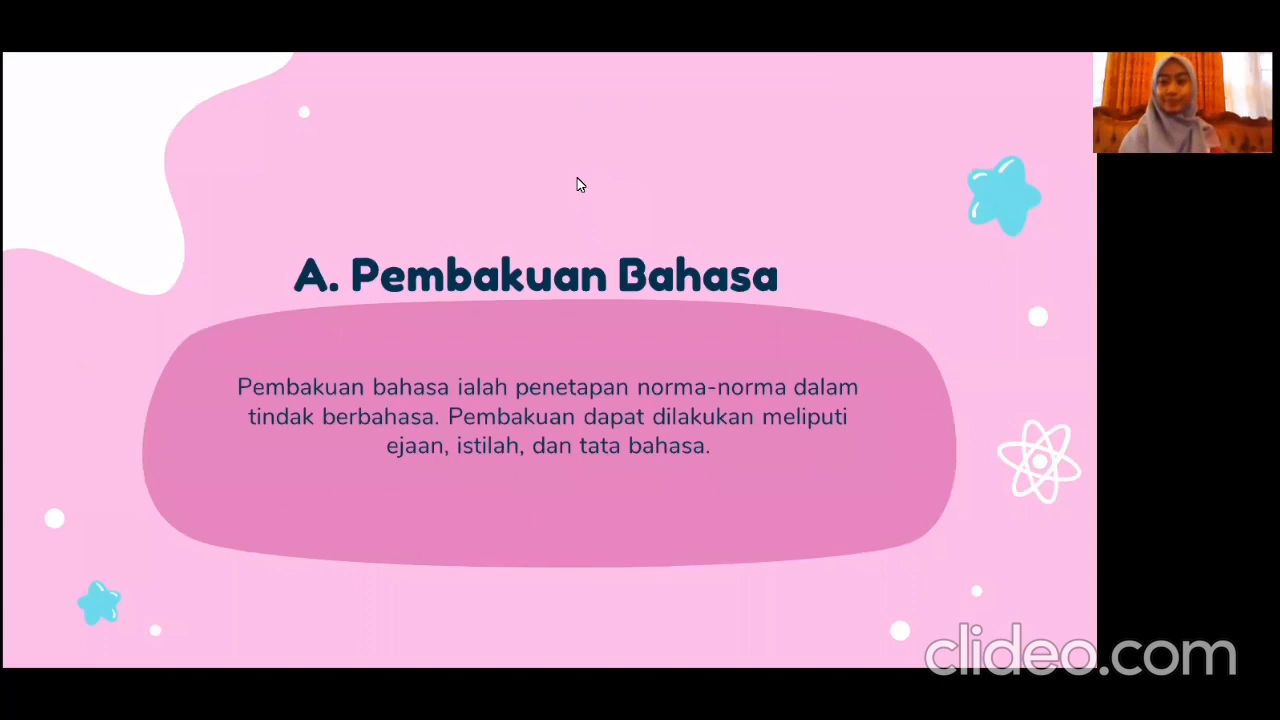 A. Pembakuan Bahasa
Pembakuan bahasa ialah penetapan norma-norma dalam
tindak berbahasa. Pembakuan dapat dilakukan meliputi
ejaan, istilah, dan tata bahasa.
clideo.com